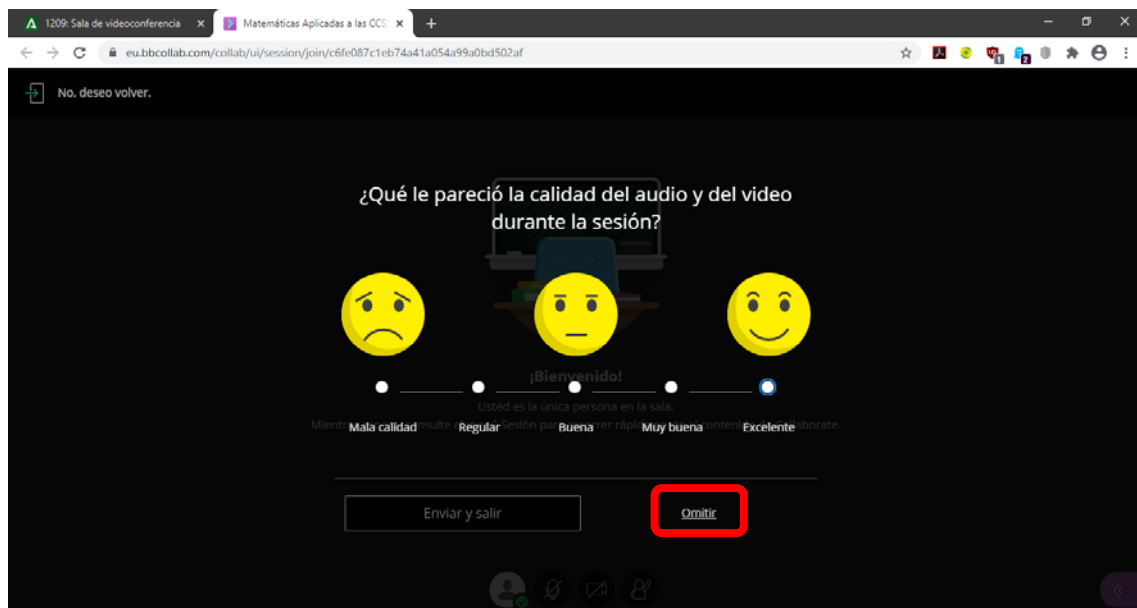 1209: Sala de videoconferencia
Matemáticas Aplicadas a las CCS
eu.bbcollab.com/collab/ui/session/join/c6fe087c1eb74a41a054a99a0bd502af
1
2
No, deseo volver.
¿Qué le pareció la calidad del audio y del video
durante la sesión?
¡Bienvenido!
Usted es la única persona en la sala.
Mala calidad Regular Buena Muy buena Excelente
Enviar y salir
Omitir